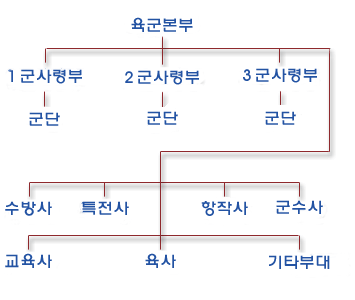 육군본부
1군사령부 2군사령부 3군사령부
군단 군단 군단
수방사 특전사 항작사 군수사
교육사 육사 기타부대